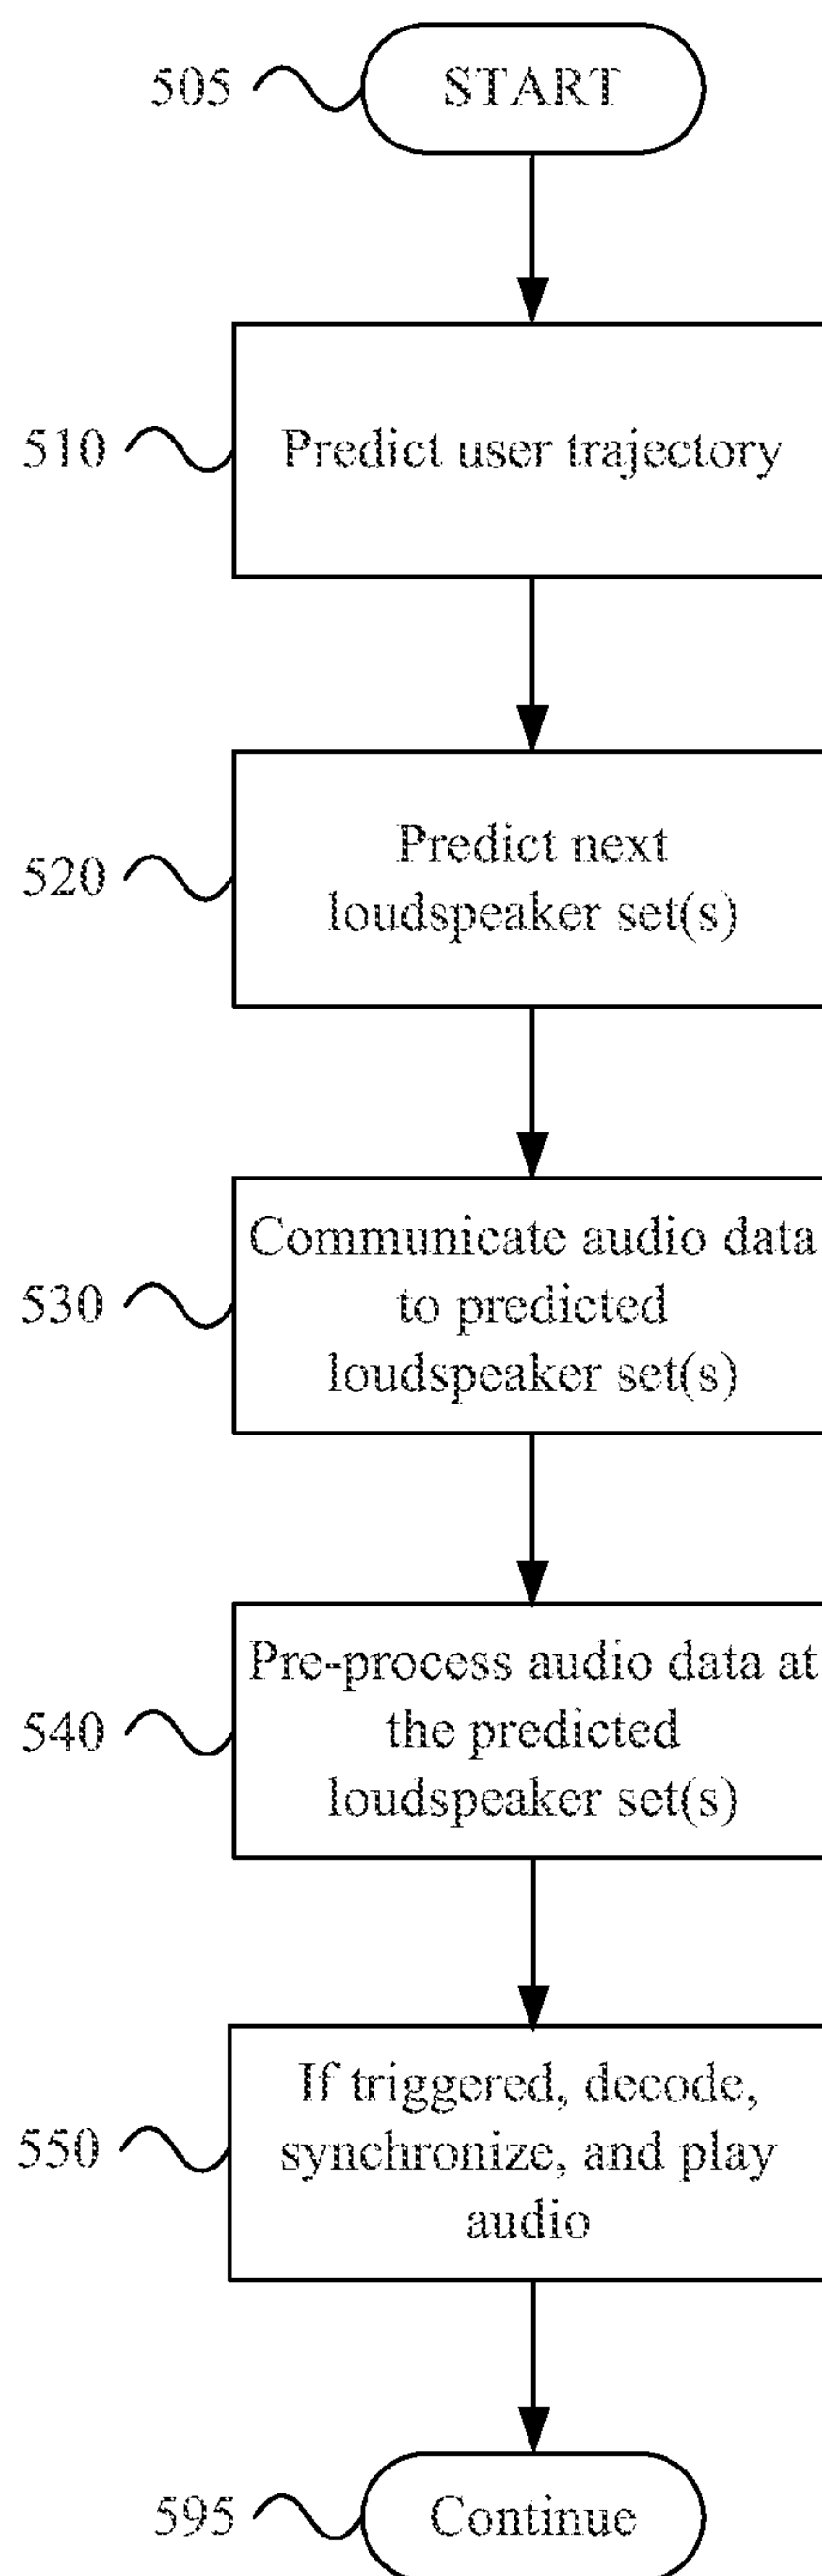 505
START
510
Predict user trajectory
520
Predict next
loudspeaker set(s)
530
Communicate audio data
to predicted
loudspeaker set(s)
540
Pre-process audio data at
the predicted
loudspeaker set(s)
550
If triggered, decode,
synchronize, and play
audio
595
Continue